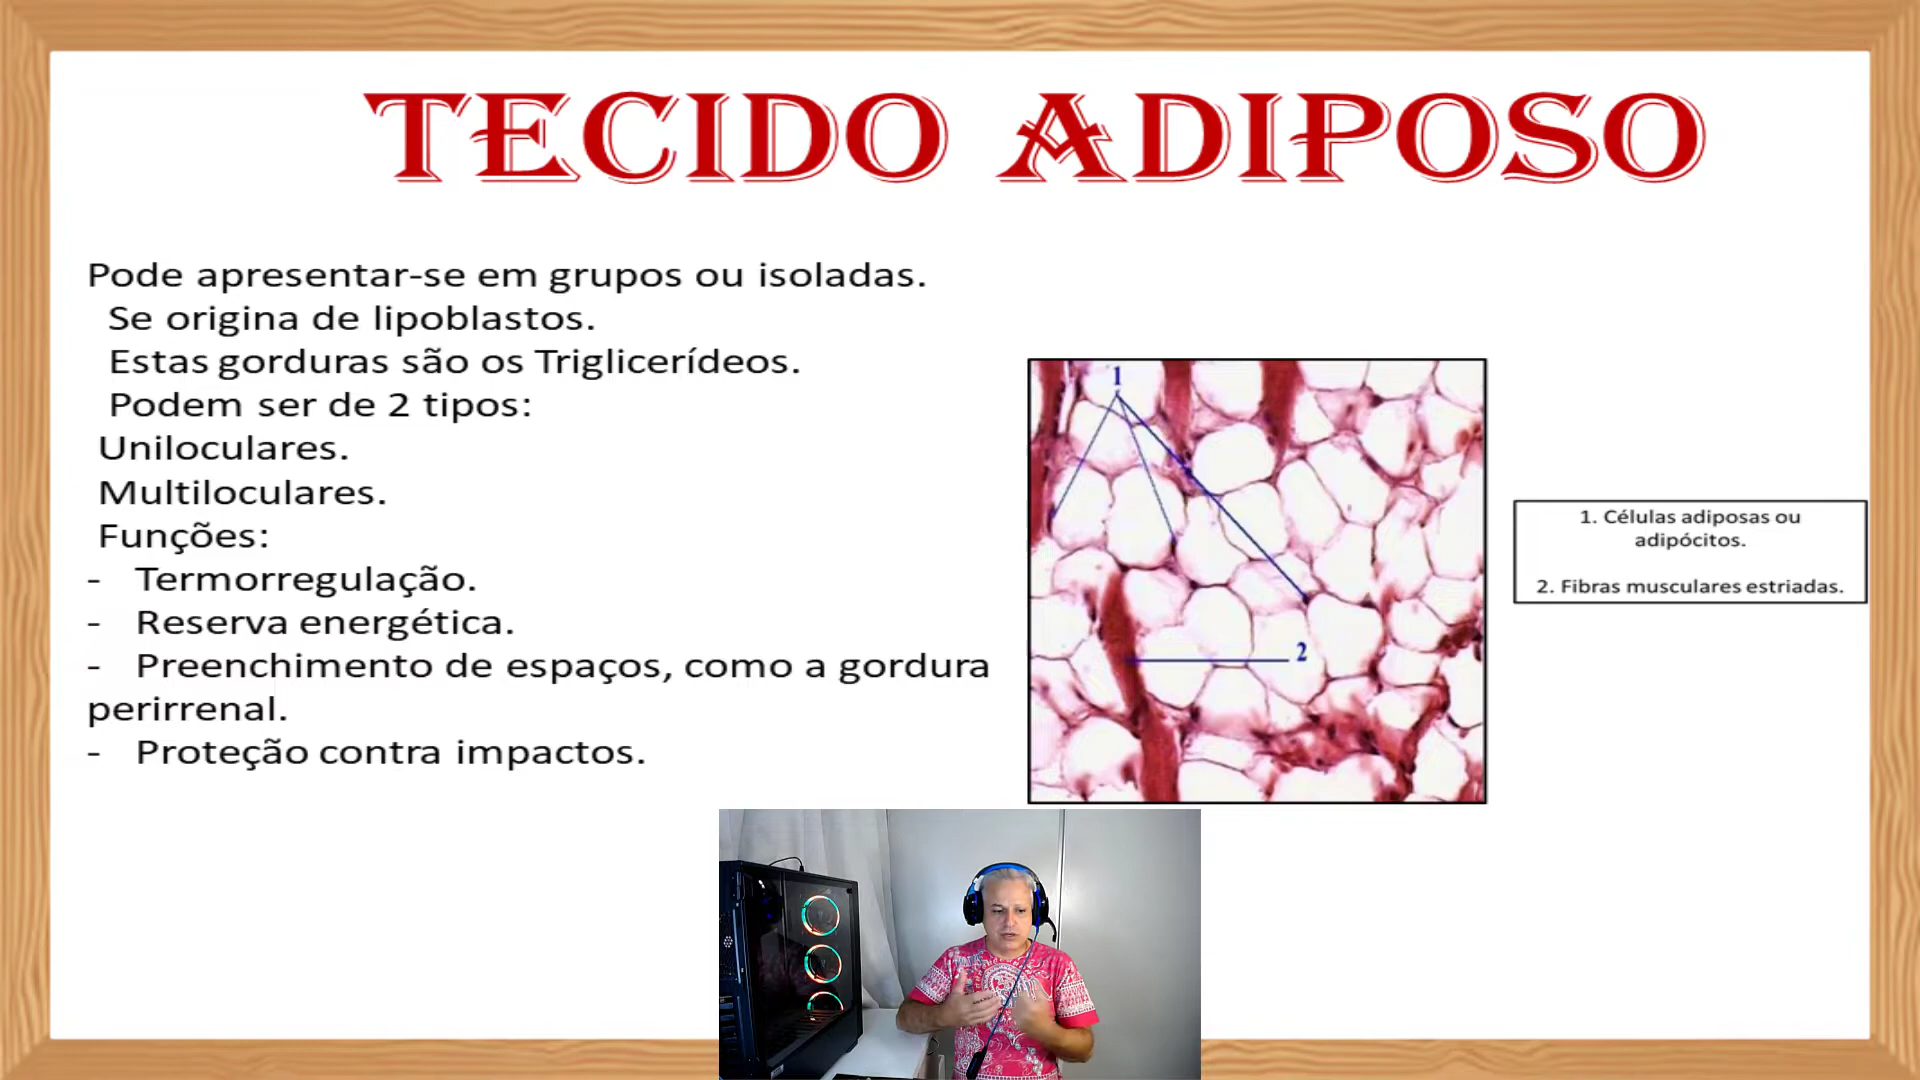 TECIDO ADIPOSO
Pode apresentar-se em grupos ou isoladas.
Se origina de lipoblastos.
Estas gorduras são os Triglicerídeos.
Podem ser de 2 tipos:
Uniloculares.
Multiloculares.
Funções:
- Termorregulação.
- Reserva energética.
- Preenchimento de espaços, como a gordura
perirrenal.
- Proteção contra impactos.
1
2
1. Células adiposas ou
adipócitos.
2. Fibras musculares estriadas.